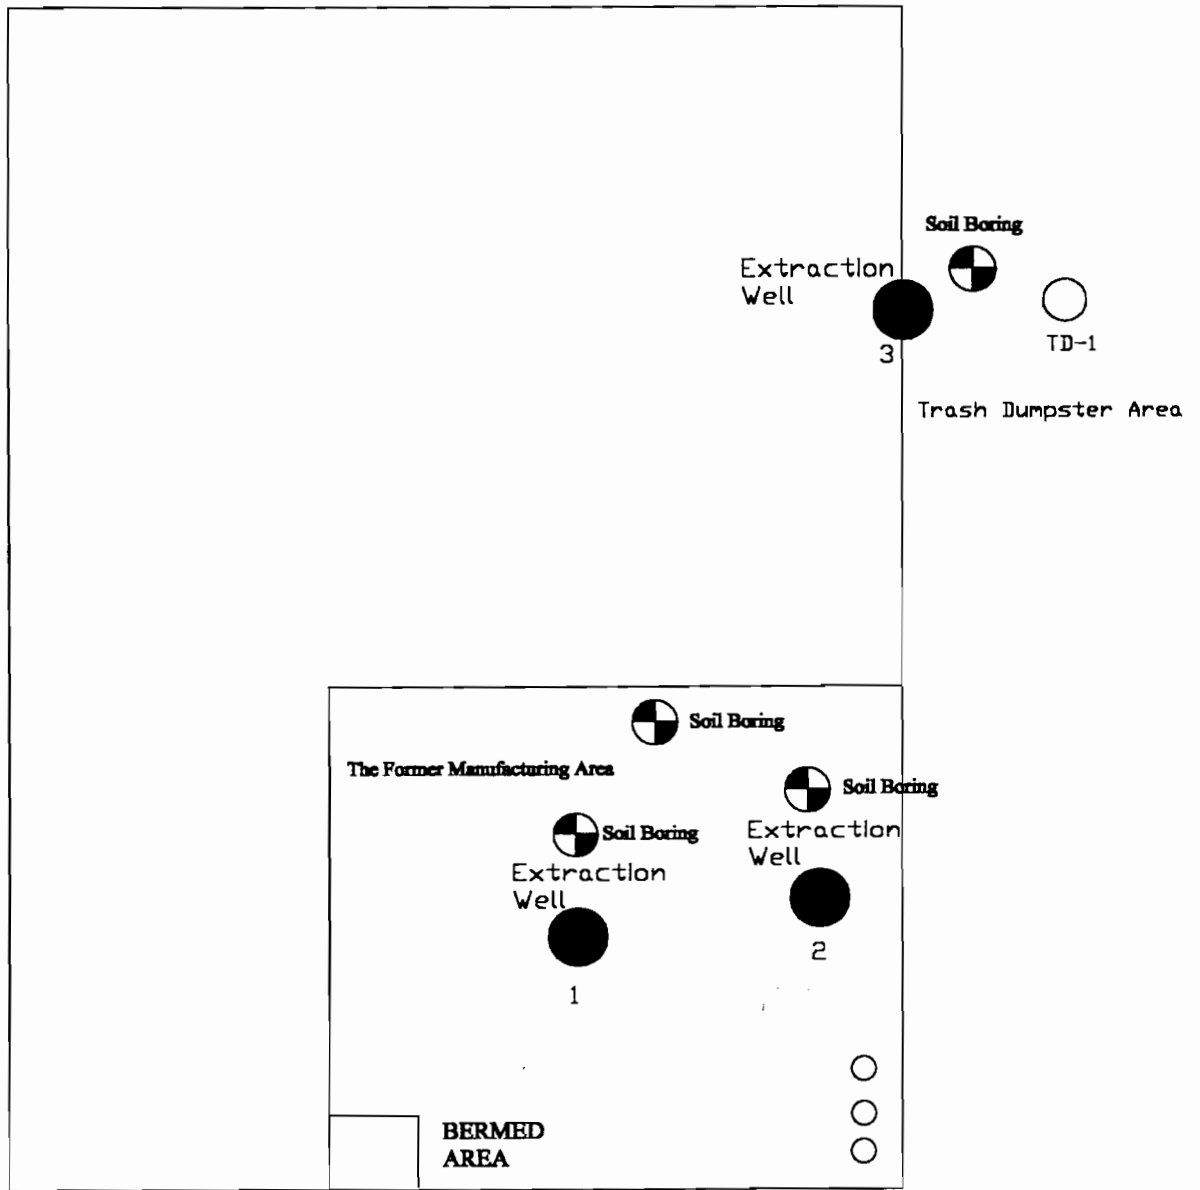 Soil Boring
Extraction
Well
3
TD-1
Trash Dumpster Area
Soil Boring
The Former Manufacturing Area
Soil Boring
Soil Boring
Extraction
Well
Extraction
Well
2
1
BERMED
AREA